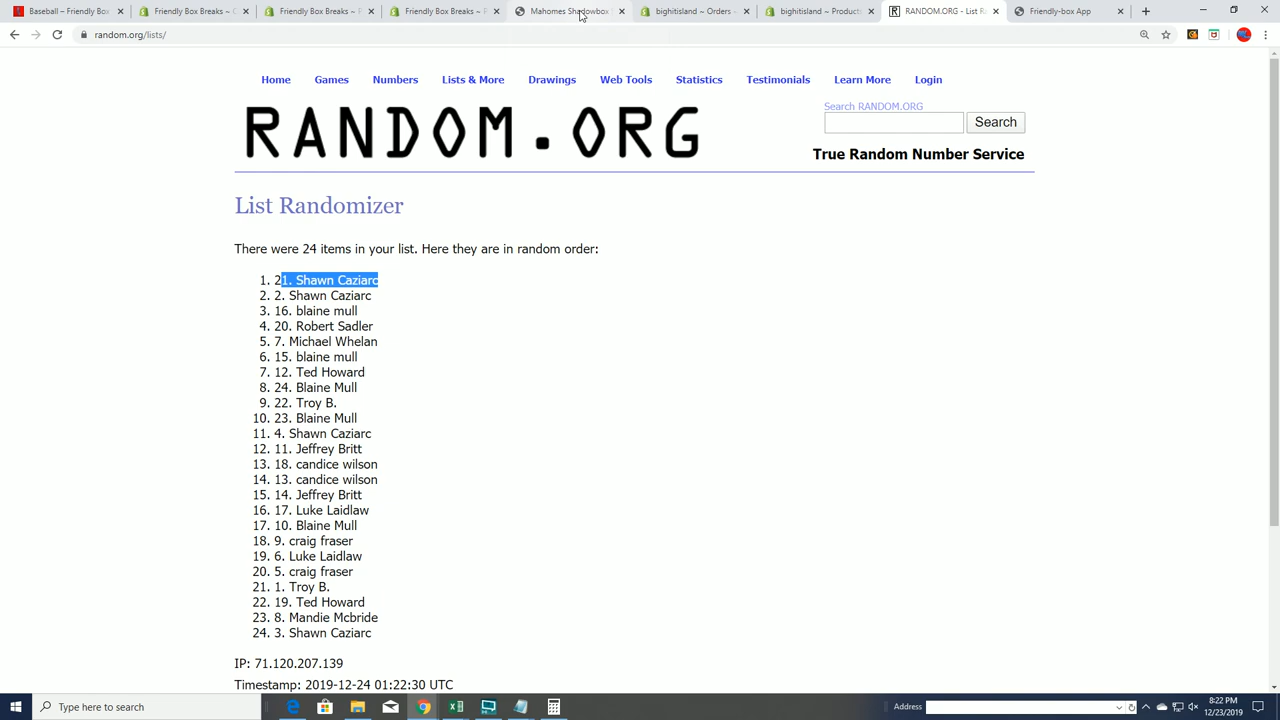 Baseball – Friendly
Friendly Box Breaks -
Friendly Box Breaks ~ P
Friendly Box Breaks ~ R
Mahomes Shadowbox
bighitisland ~ Orders ~
bighitisland ~ Product
RANDOM.ORG - List R
Friendly-box App
random.org/lists/
Home Games Numbers Lists & More Drawings Web Tools Statistics Testimonials Learn More Login
Search RANDOM.ORG
RANDOM.ORG
Search
True Random Number Service
List Randomizer
There were 24 items in your list. Here they are in random order:
1. 21. Shawn Caziarc
2. 2. Shawn Caziarc
3. 16. blaine mull
4. 20. Robert Sadler
5. 7. Michael Whelan
6. 15. blaine mull
7. 12. Ted Howard
8. 24. Blaine Mull
9. 22. Troy B.
10. 23. Blaine Mull
11. 4. Shawn Caziarc
12. 11. Jeffrey Britt
13. 18. candice wilson
14. 13. candice wilson
15. 14. Jeffrey Britt
16. 17. Luke Laidlaw
17. 10. Blaine Mull
18. 9. craig fraser
19. 6. Luke Laidlaw
20. 5. craig fraser
21. 1. Troy B.
22. 19. Ted Howard
23. 8. Mandie Mcbride
24. 3. Shawn Caziarc
IP: 71.120.207.139
Timestamp: 2019-12-24 01:22:30 UTC
Type here to search
Address
8:22 PM
12/23/2019